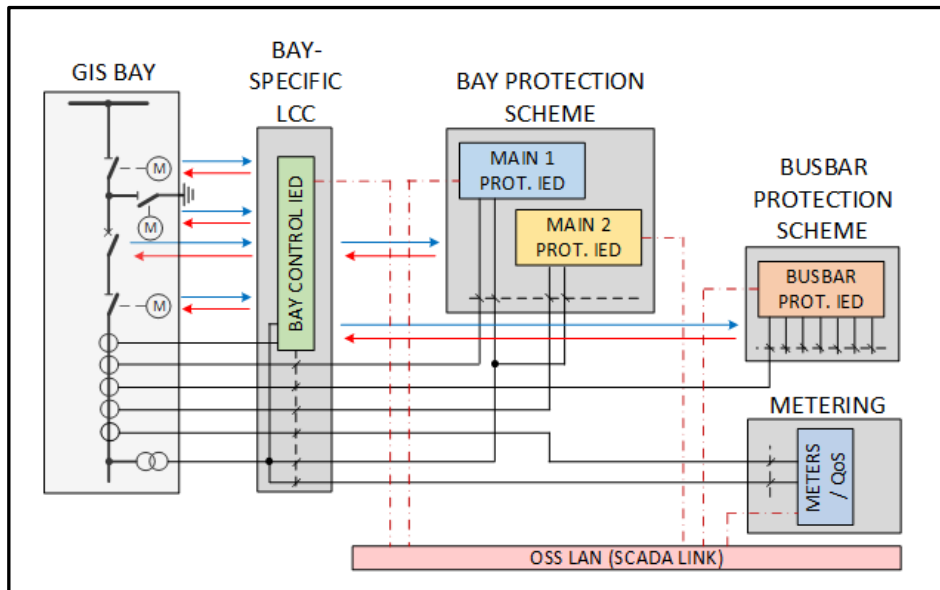 GIS BAY
BAY-
SPECIFIC
LCC
BAY PROTECTION
SCHEME
BUSBAR
PROTECTION
SCHEME
M
M
M
BAY CONTROL IED
MAIN 1
PROT. IED
MAIN 2
PROT. IED
BUSBAR
PROT. IED
METERING
METERS
/ QoS
OSS LAN (SCADA LINK)